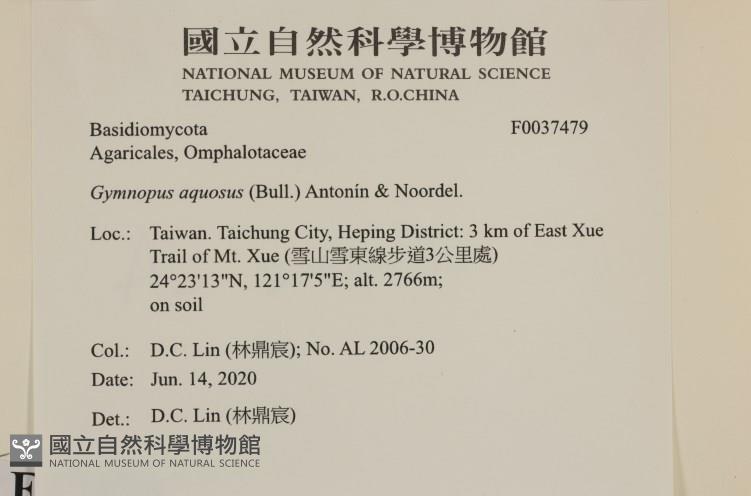 國立自然科學博物館
NATIONAL MUSEUM OF NATURAL SCIENCE
TAICHUNG, TAIWAN, R.O.CHINA
Basidiomycota F0037479
Agaricales, Omphalotaceae
Gymnopus aquosus (Bull.) Antonín & Noordel.
Loc.: Taiwan. Taichung City, Heping District: 3 km of East Xue
Trail of Mt. Xue (雪山雪東線步道3公里處)
24°23'13"N, 121°17'5"E; alt. 2766m;
on soil
Col.: D.C. Lin (林鼎宸); No. AL 2006-30
Date: Jun. 14, 2020
Det.: D.C. Lin (林鼎宸)
國立自然科學博物館
NATIONAL MUSEUM OF NATURAL SCIENCE